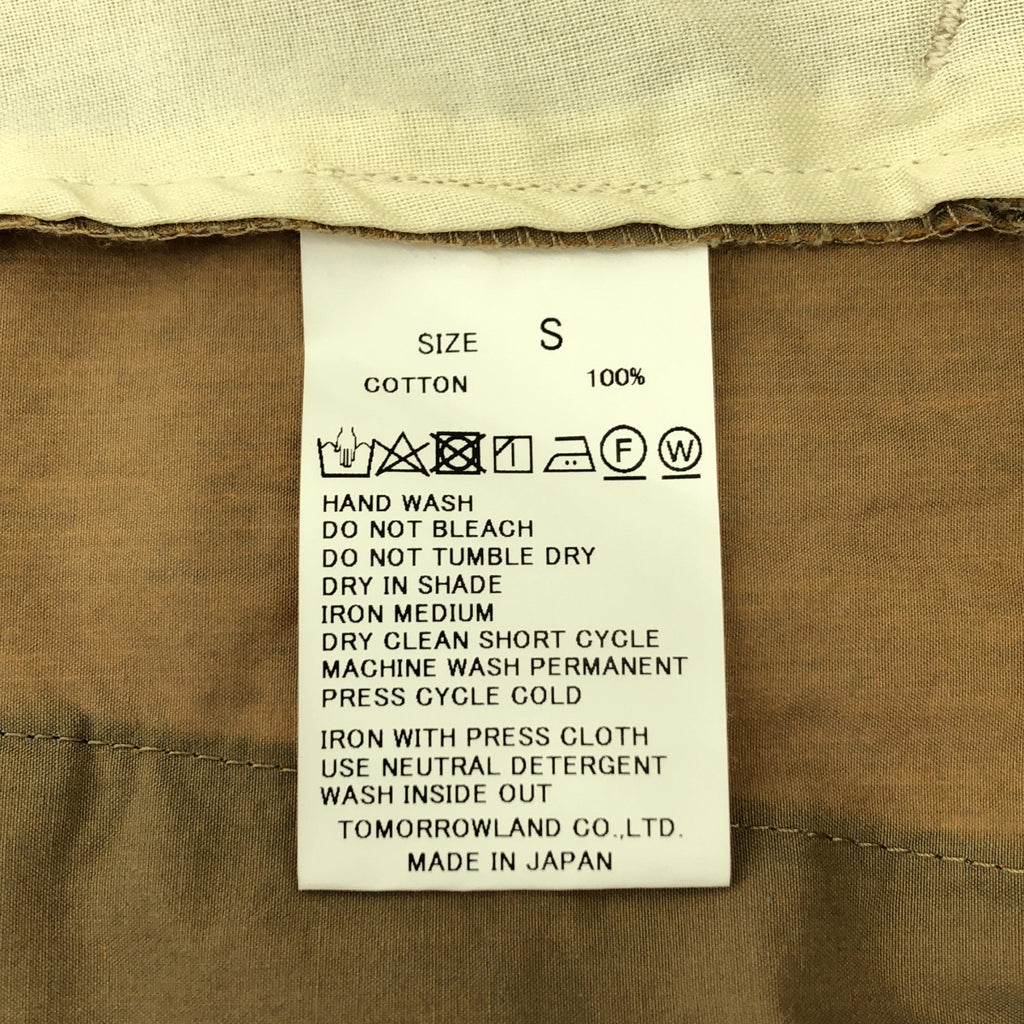 SIZE S
COTTON 100%
F W
HAND WASH
DO NOT BLEACH
DO NOT TUMBLE DRY
DRY IN SHADE
IRON MEDIUM
DRY CLEAN SHORT CYCLE
MACHINE WASH PERMANENT
PRESS CYCLE COLD
IRON WITH PRESS CLOTH
USE NEUTRAL DETERGENT
WASH INSIDE OUT
TOMORROWLAND CO.,LTD.
MADE IN JAPAN